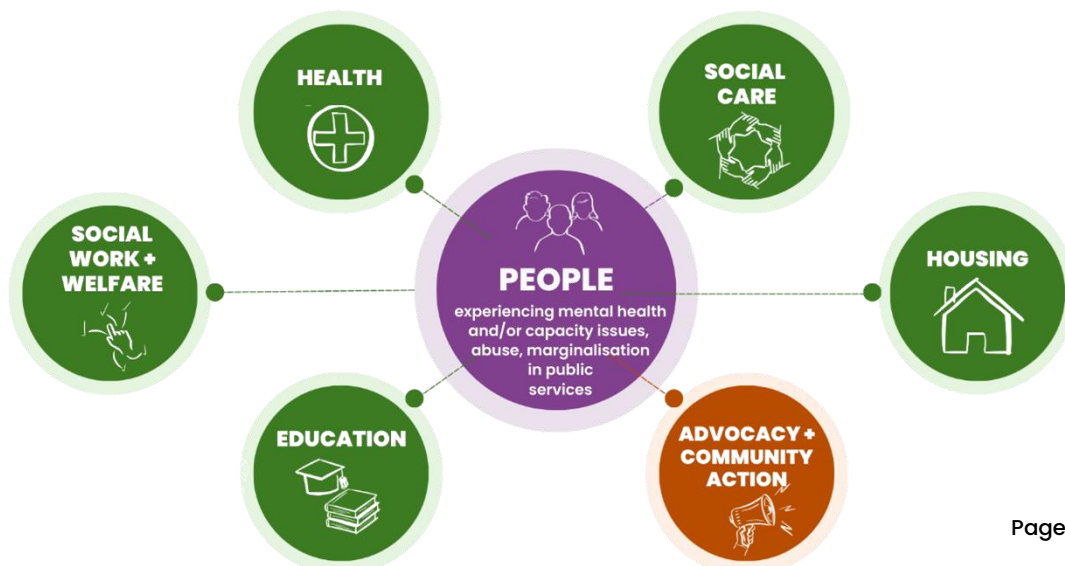 HEALTH
SOCIAL
CARE
SOCIAL
WORK +
WELFARE
PEOPLE
experiencing mental health
and/or capacity issues,
abuse, marginalisation
in public
services
HOUSING
EDUCATION
ADVOCACY +
COMMUNITY
ACTION
Page